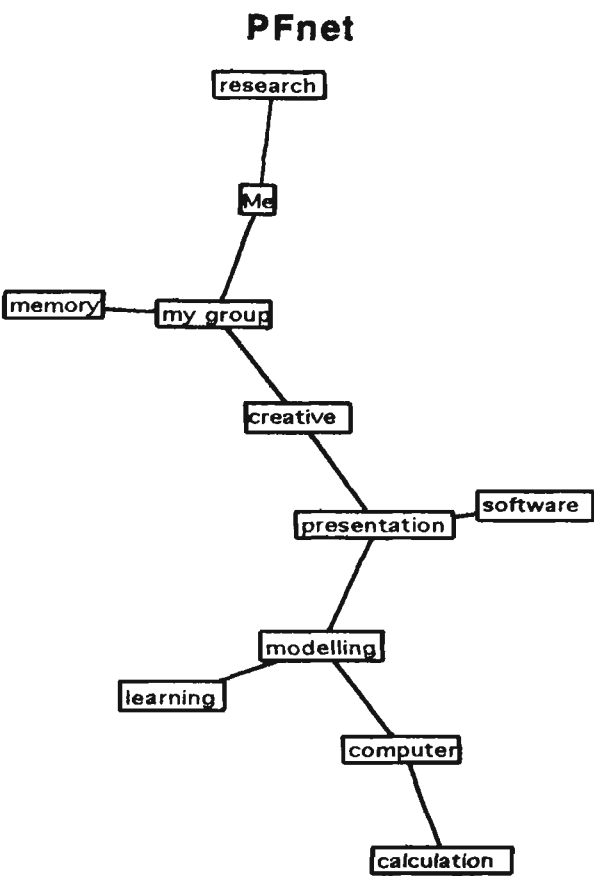 PFnet
research
Me
memory
my group
creative
software
presentation
modelling
learning
computer
calculation